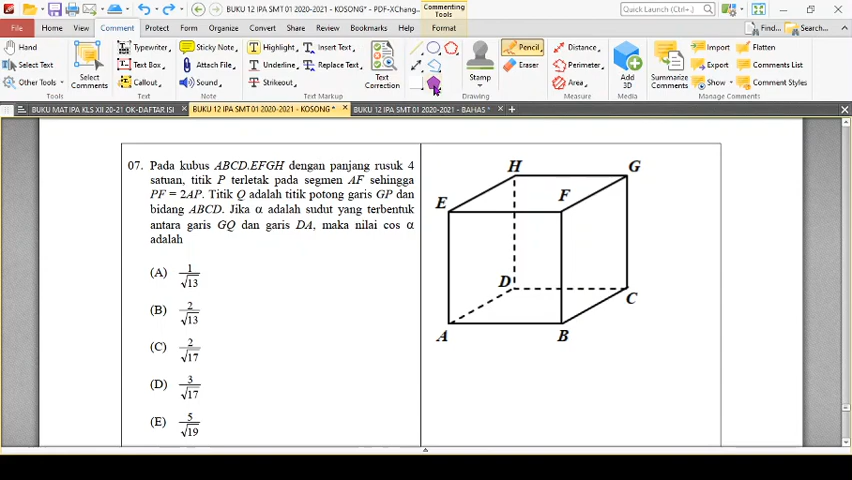 BUKU 12 IPA SMT 01 2020-2021 - KOSONG* - PDF-XChang
Commenting Tools
Quick Launch (Ctrl+.)
File Home View Comment Protect Form Organize Convert Share Bookmarks Help Format
Find...
Search...
Hand
Select Text
Other Tools
Tools
Select Comments
Typewriter
Text Box
Callout
Text
Sticky Note
Attach File
Sound
Note
Highlight
Underline
Strikeout
Insert Text
Replace Text
Text Correction
Text Markup
Drawing
Stamp
Pencil
Eraser
Distance
Perimeter
Area
Measure
Add 3D
Multimedia
Summarize Comments
Import
Export
Show
Flatten
Comments List
Comment Styles
Manage Comments
BUKU MAT IPA KLS XII 20-21 OK-DAFTAR ISI
BUKU 12 IPA SMT 01 2020-2021 - KOSONG *
BUKU 12 IPA SMT 01 2020-2021 - BAHAS *
07. Pada kubus ABCD.EFGH dengan panjang rusuk 4
satuan, titik P terletak pada segmen AF sehingga
PF = 2AP. Titik Q adalah titik potong garis GP dan
bidang ABCD. Jika α adalah sudut yang terbentuk
antara garis GQ dan garis DA, maka nilai cos α
adalah
(A) 1/√13
(B) 2/√13
(C) 2/√17
(D) 3/√17
(E) 5/√19
H G
E F
D C
A B